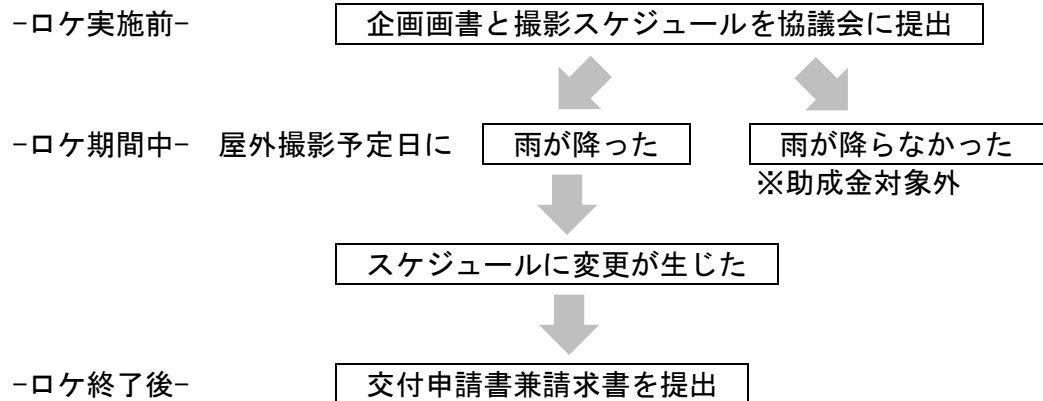 -ロケ実施前- 企画画書と撮影スケジュールを協議会に提出
-ロケ期間中- 屋外撮影予定日に 雨が降った 雨が降らなかった
※助成金対象外
スケジュールに変更が生じた
-ロケ終了後- 交付申請書兼請求書を提出